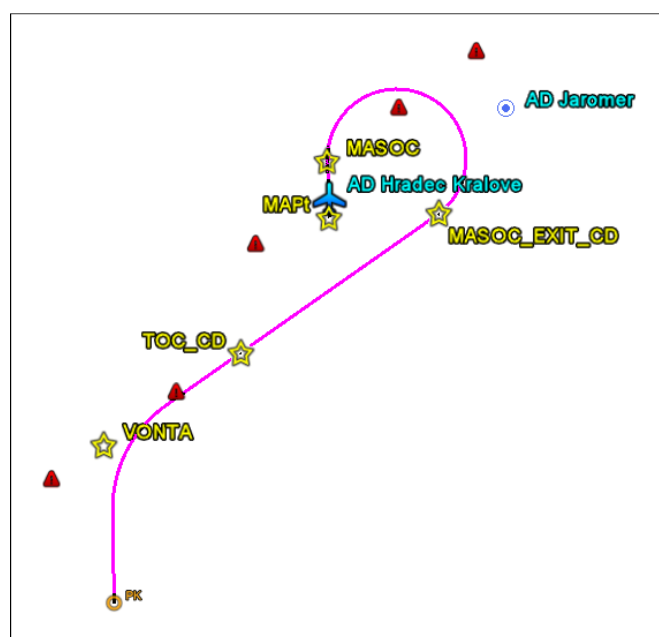 AD Jaromer
MASOC
AD Hradec Kralove
MAPt
MASOC_EXIT_CD
TOC_CD
VONTA
PK